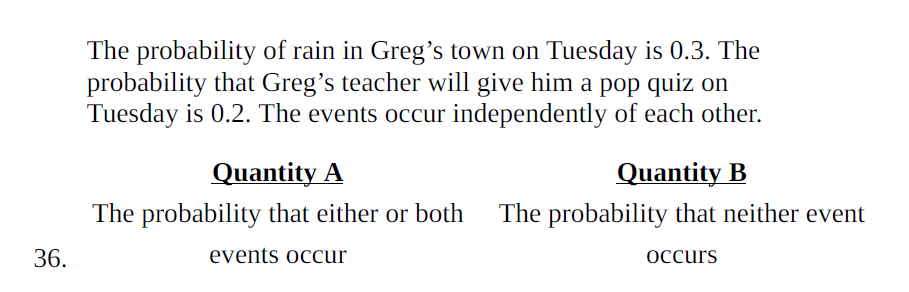 The probability of rain in Greg’s town on Tuesday is 0.3. The
probability that Greg’s teacher will give him a pop quiz on
Tuesday is 0.2. The events occur independently of each other.
Quantity A
The probability that either or both
events occur
Quantity B
The probability that neither event
occurs
36.